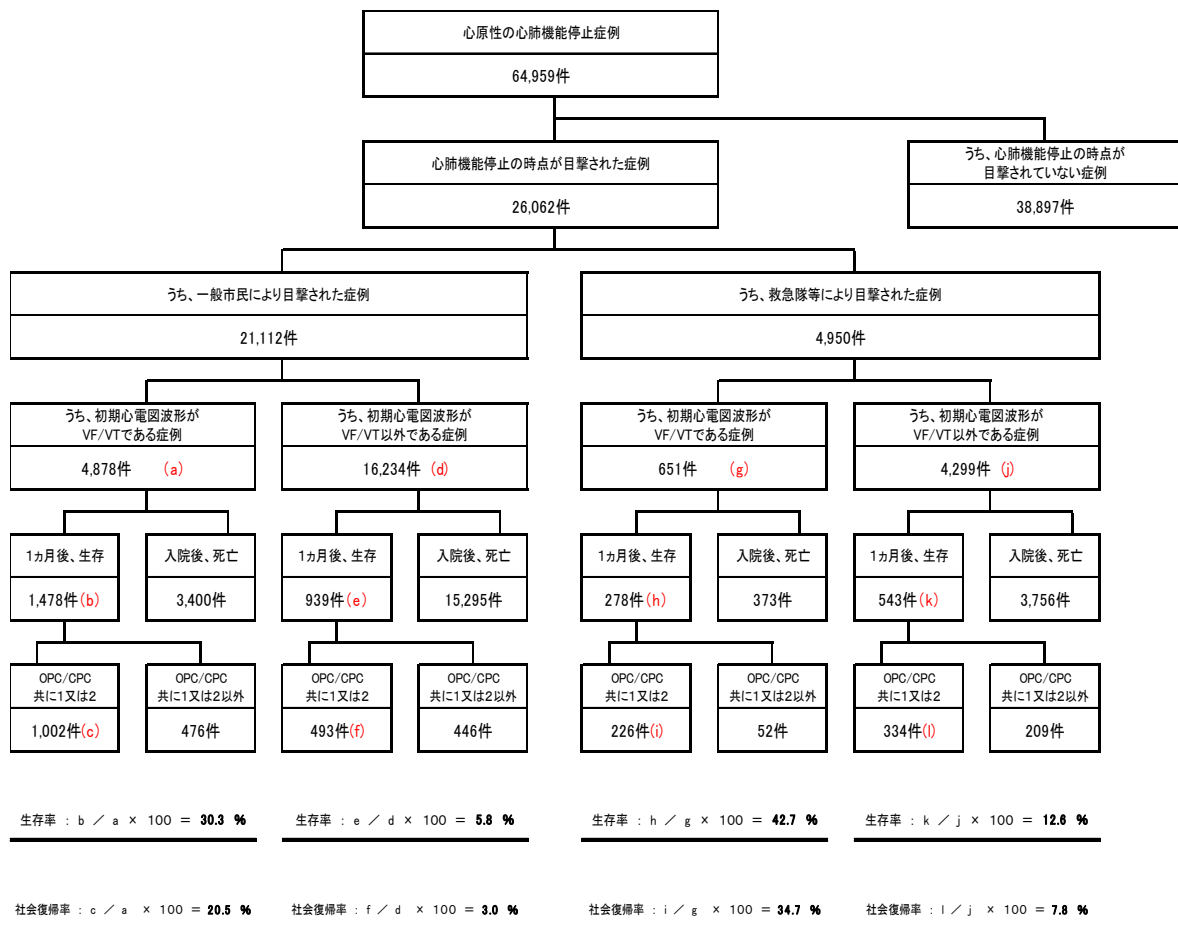 心原性の心肺機能停止症例
64,959件
心肺機能停止の時点が目撃された症例
26,062件
うち、心肺機能停止の時点が
目撃されていない症例
38,897件
うち、一般市民により目撃された症例
21,112件
うち、救急隊等により目撃された症例
4,950件
うち、初期心電図波形が
VF/VTである症例
4,878件 (a)
うち、初期心電図波形が
VF/VT以外である症例
16,234件 (d)
うち、初期心電図波形が
VF/VTである症例
651件 (g)
うち、初期心電図波形が
VF/VT以外である症例
4,299件 (j)
1ヵ月後、生存
1,478件(b)
入院後、死亡
3,400件
1ヵ月後、生存
939件(e)
入院後、死亡
15,295件
1ヵ月後、生存
278件(h)
入院後、死亡
373件
1ヵ月後、生存
543件(k)
入院後、死亡
3,756件
OPC/CPC
共に1又は2
1,002件(c)
OPC/CPC
共に1又は2以外
476件
OPC/CPC
共に1又は2
493件(f)
OPC/CPC
共に1又は2以外
446件
OPC/CPC
共に1又は2
226件(i)
OPC/CPC
共に1又は2以外
52件
OPC/CPC
共に1又は2
334件(l)
OPC/CPC
共に1又は2以外
209件
生存率 : b ／ a × 100 = 30.3 %
生存率 : e ／ d × 100 = 5.8 %
生存率 : h ／ g × 100 = 42.7 %
生存率 : k ／ j × 100 = 12.6 %
社会復帰率 : c ／ a × 100 = 20.5 %
社会復帰率 : f ／ d × 100 = 3.0 %
社会復帰率 : i ／ g × 100 = 34.7 %
社会復帰率 : l ／ j × 100 = 7.8 %